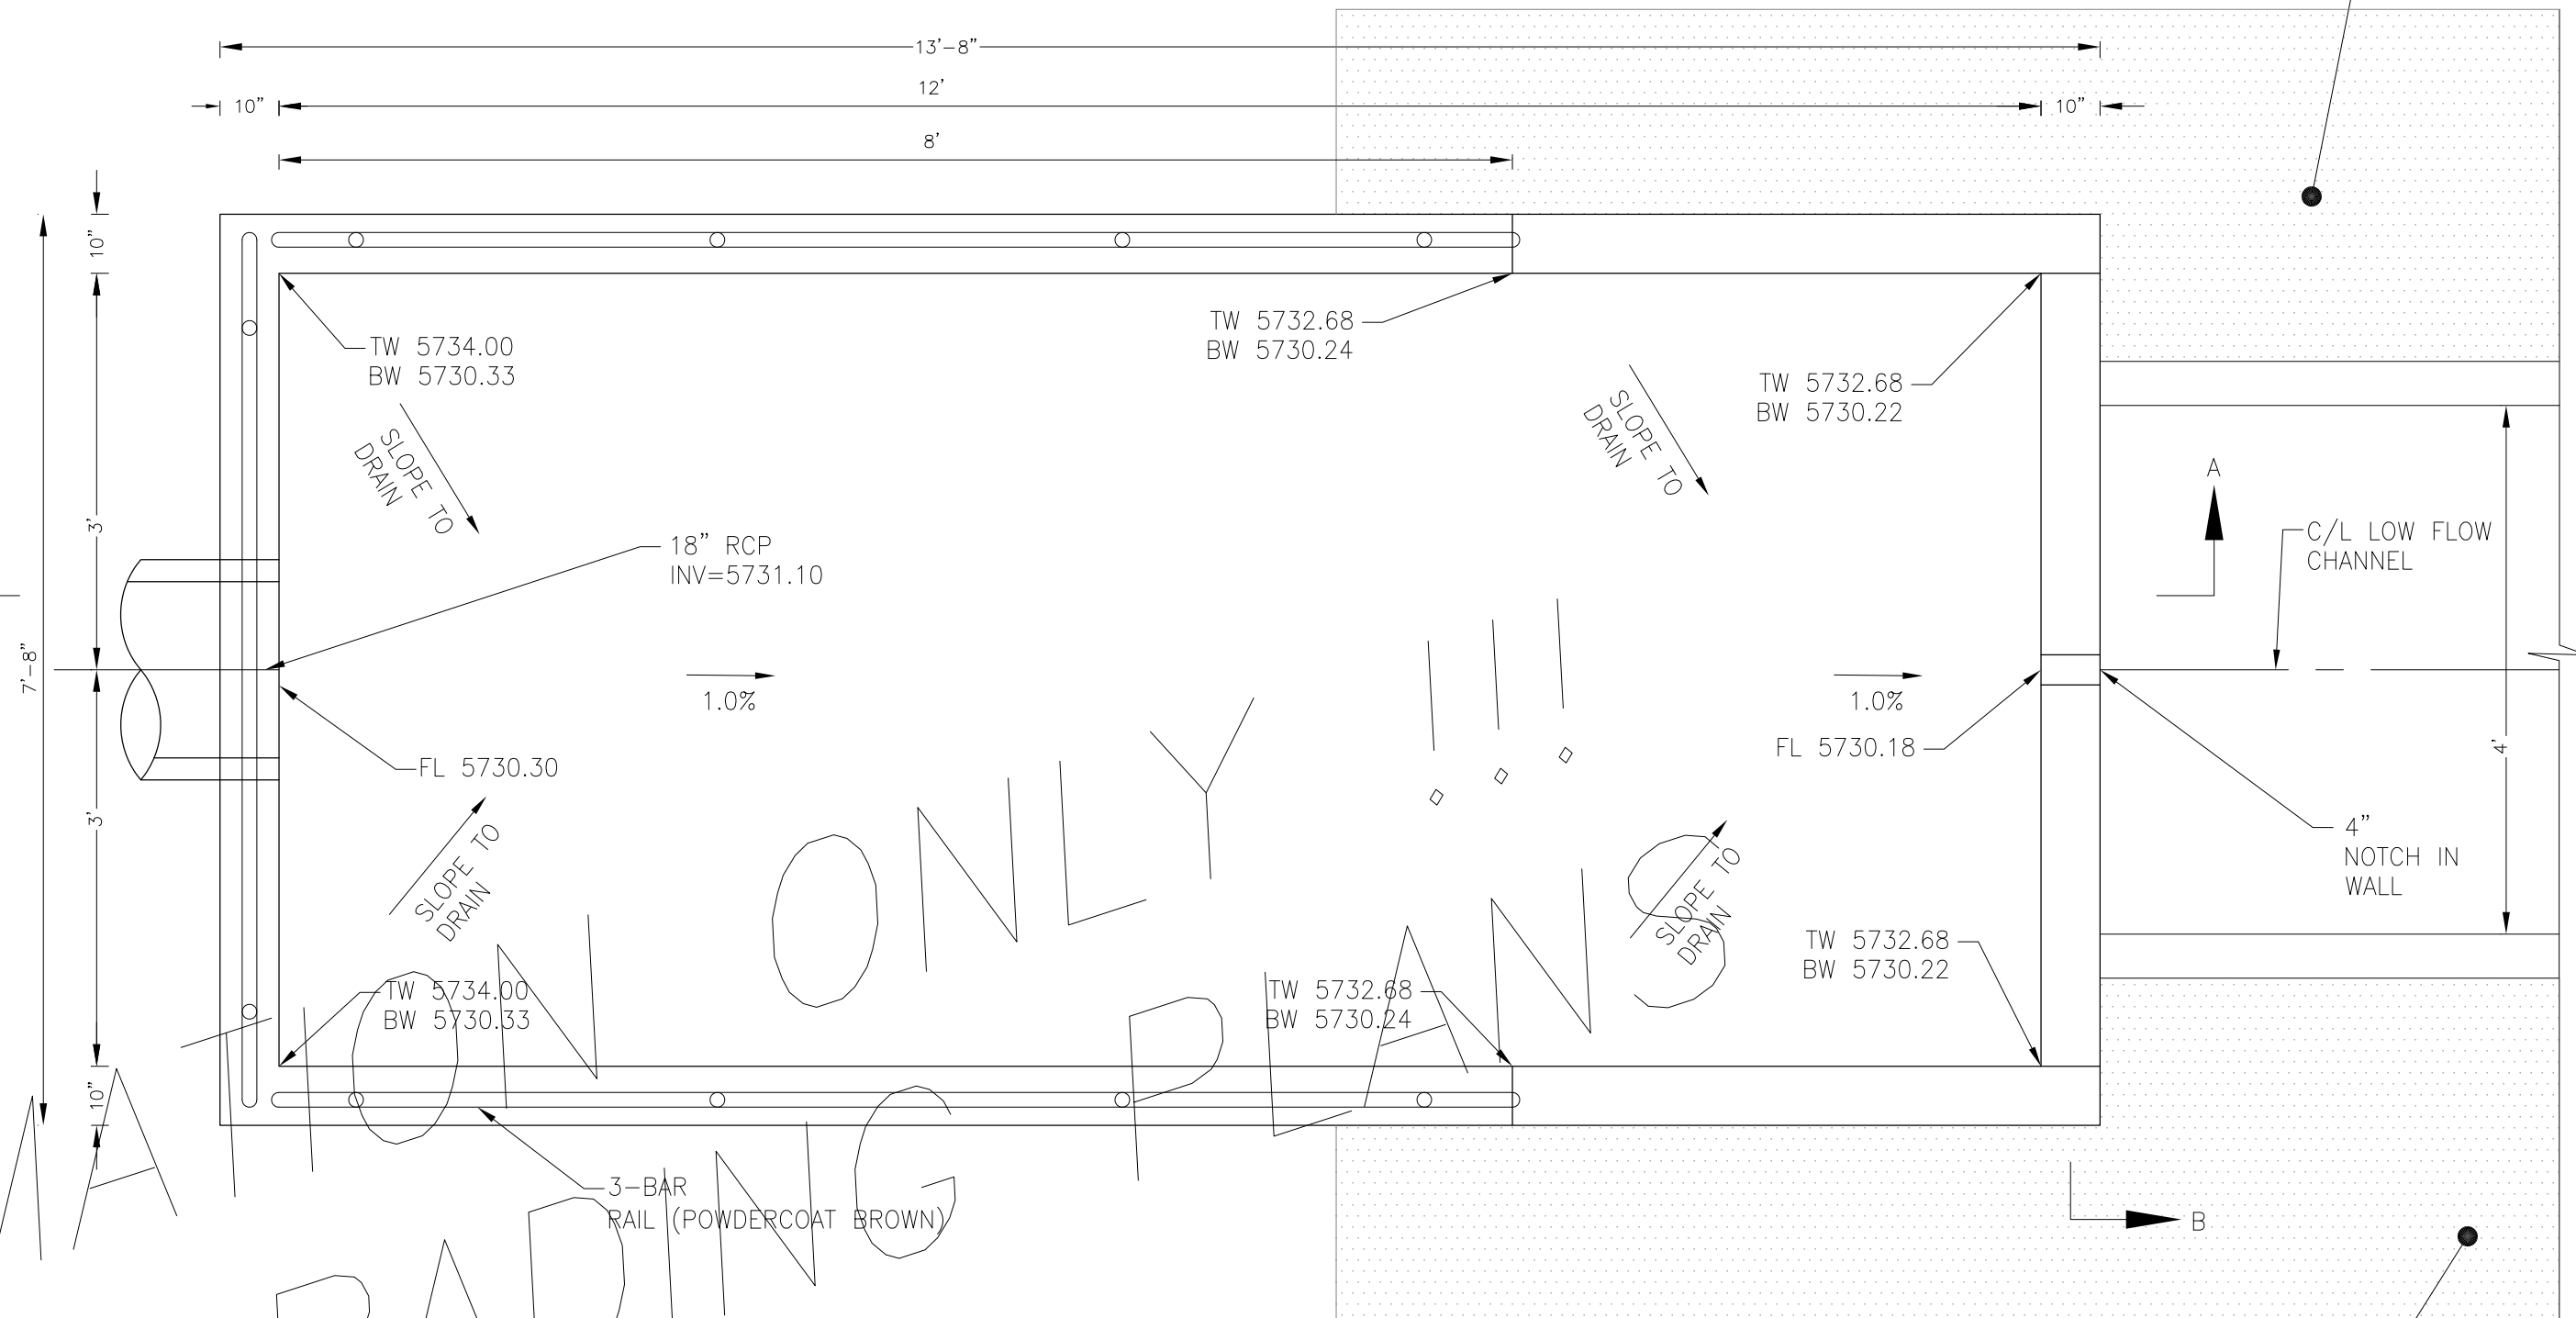 13'-8"
12'
10"
10"
8'
10"
3'
7'-8"
3'
10"
TW 5734.00
BW 5730.33
TW 5732.68
BW 5730.24
TW 5732.68
BW 5730.22
SLOPE TO
DRAIN
SLOPE TO
DRAIN
18" RCP
INV=5731.10
A
C/L LOW FLOW
CHANNEL
1.0%
1.0%
FL 5730.30
FL 5730.18
4'
4"
NOTCH IN
WALL
SLOPE TO
DRAIN
SLOPE TO
DRAIN
TW 5734.00
BW 5730.33
TW 5732.68
BW 5730.24
TW 5732.68
BW 5730.22
3-BAR
RAIL (POWDERCOAT BROWN)
B
MATION ONLY !!!
RADING PLANS